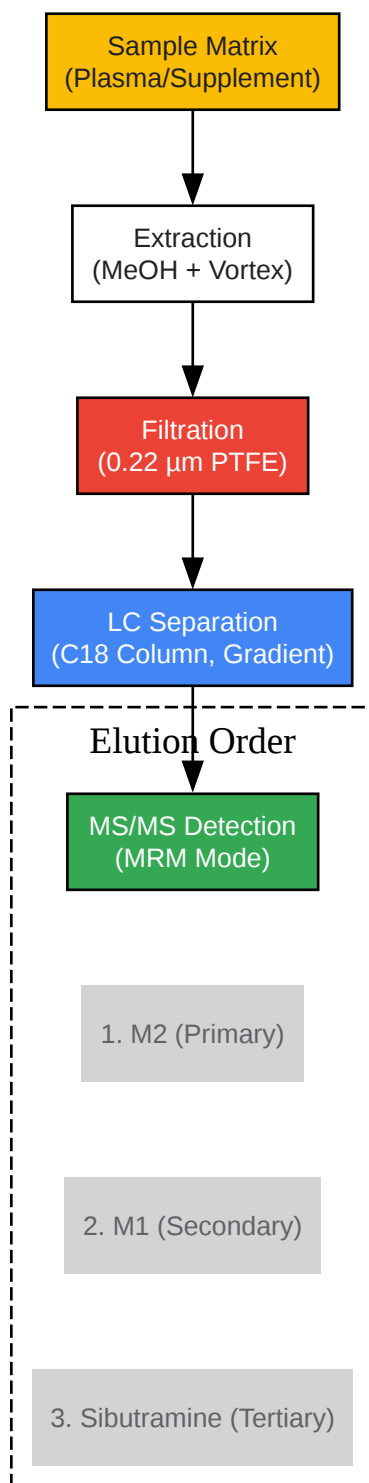 Sample Matrix
(Plasma/Supplement)
Extraction
(MeOH + Vortex)
Filtration
(0.22 µm PTFE)
LC Separation
(C18 Column, Gradient)
Elution Order
MS/MS Detection
(MRM Mode)
1. M2 (Primary)
2. M1 (Secondary)
3. Sibutramine (Tertiary)